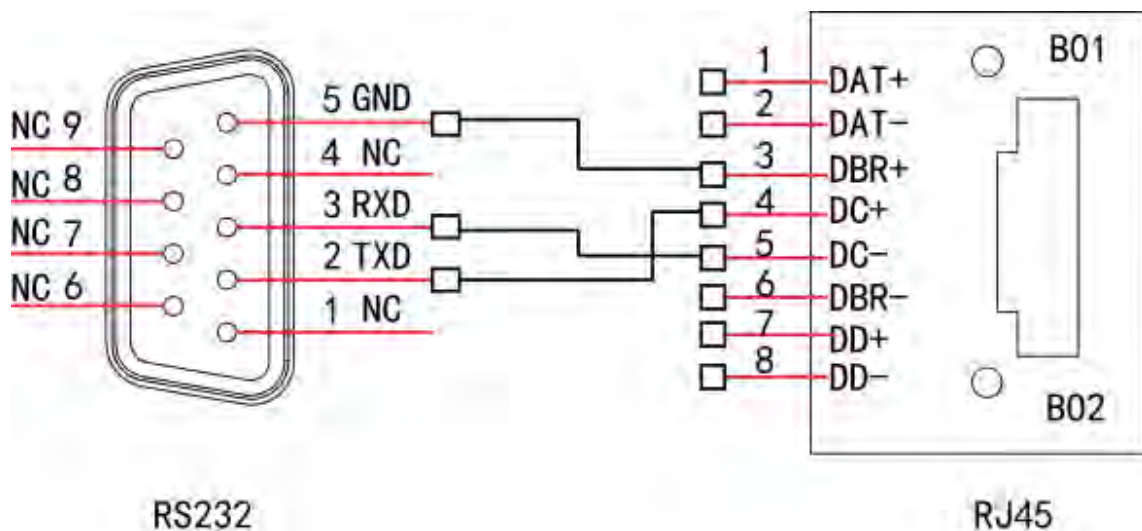 NC 9
NC 8
NC 7
NC 6
5 GND
4 NC
3 RXD
2 TXD
1 NC
1 DAT+
2 DAT-
3 DBR+
4 DC+
5 DC-
6 DBR-
7 DD+
8 DD-
B01
B02
RS232
RJ45